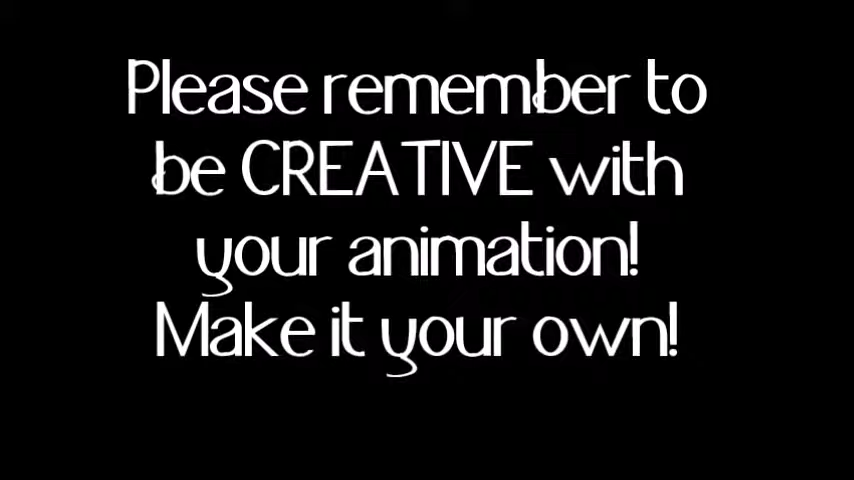 Please remember to
be CREATIVE with
your animation!
Make it your own!